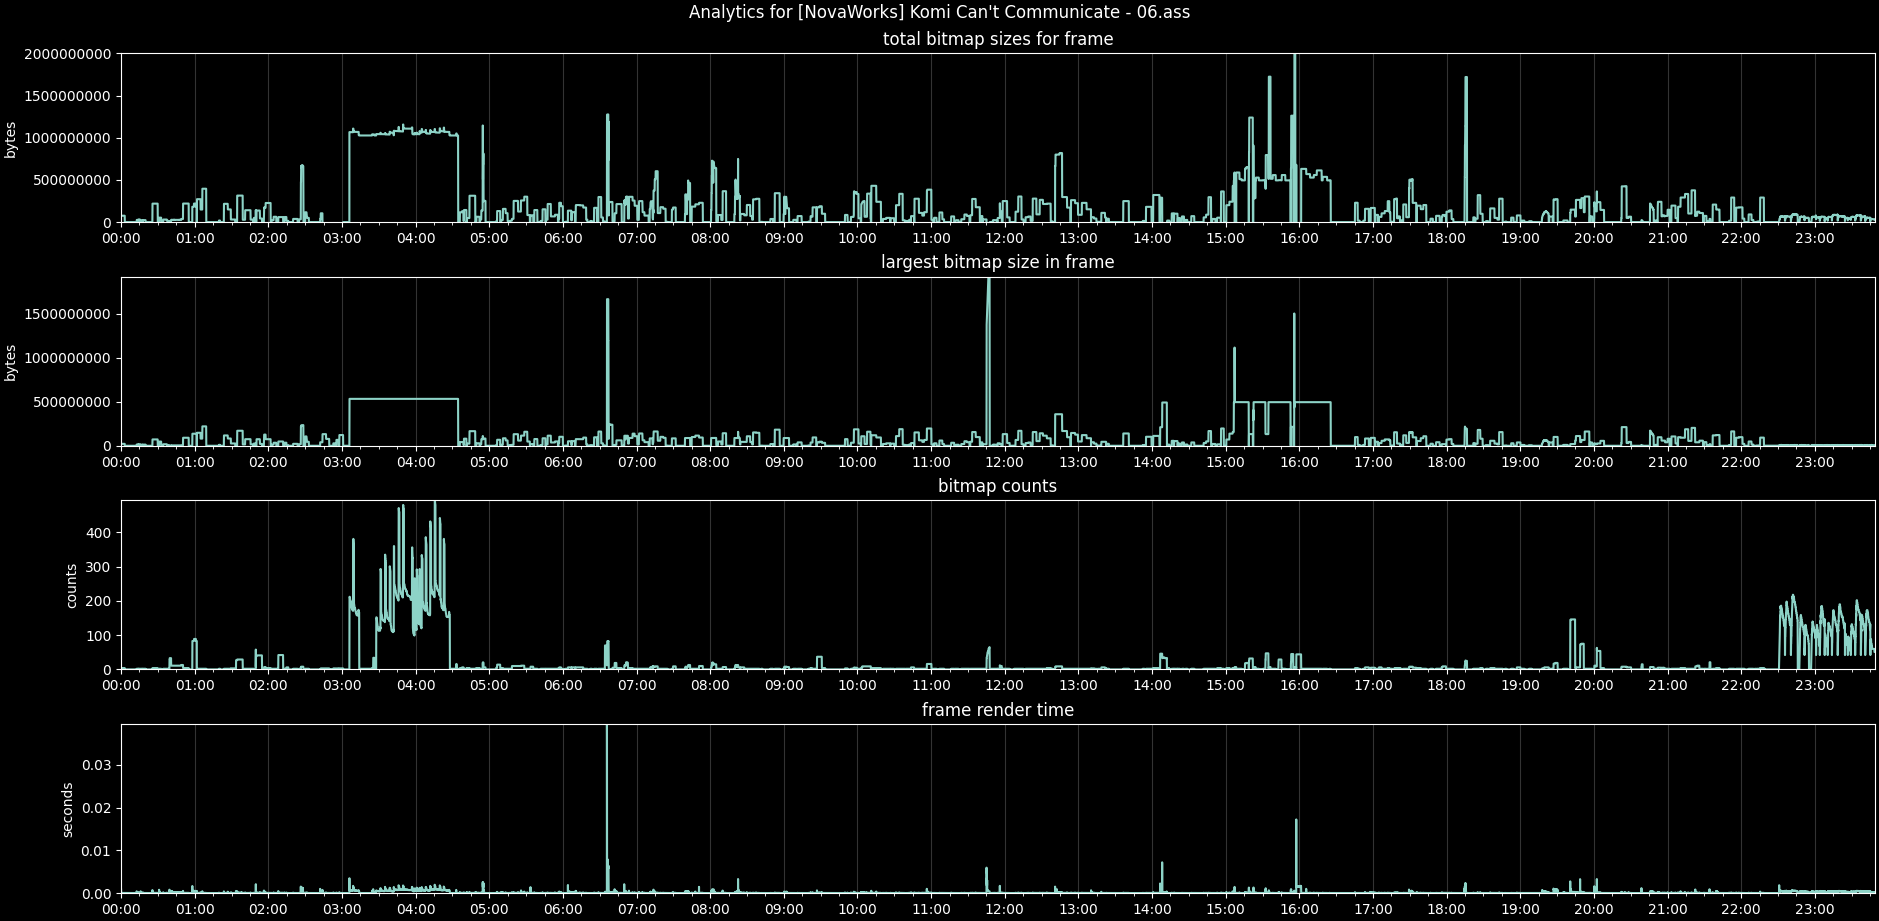 Analytics for [NovaWorks] Komi Can't Communicate - 06.ass
total bitmap sizes for frame
2000000000
1500000000
1000000000
500000000
0
bytes
00:00 01:00 02:00 03:00 04:00 05:00 06:00 07:00 08:00 09:00 10:00 11:00 12:00 13:00 14:00 15:00 16:00 17:00 18:00 19:00 20:00 21:00 22:00 23:00
largest bitmap size in frame
1500000000
1000000000
500000000
0
bytes
00:00 01:00 02:00 03:00 04:00 05:00 06:00 07:00 08:00 09:00 10:00 11:00 12:00 13:00 14:00 15:00 16:00 17:00 18:00 19:00 20:00 21:00 22:00 23:00
bitmap counts
400
300
200
100
0
counts
00:00 01:00 02:00 03:00 04:00 05:00 06:00 07:00 08:00 09:00 10:00 11:00 12:00 13:00 14:00 15:00 16:00 17:00 18:00 19:00 20:00 21:00 22:00 23:00
frame render time
0.03
0.02
0.01
0.00
seconds
00:00 01:00 02:00 03:00 04:00 05:00 06:00 07:00 08:00 09:00 10:00 11:00 12:00 13:00 14:00 15:00 16:00 17:00 18:00 19:00 20:00 21:00 22:00 23:00